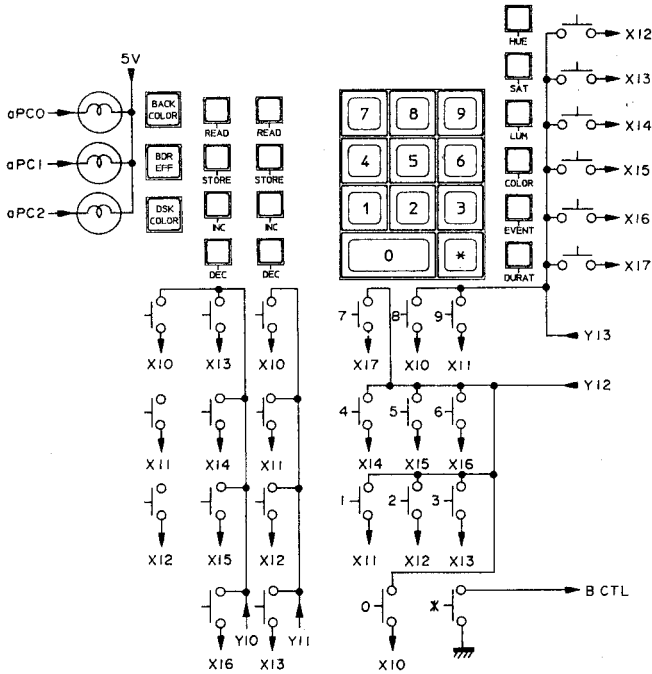 HUE
X12
5V
SAT
X13
aPC0
BACK COLOR
READ
READ
7
8
9
LUM
X14
aPC1
BDR EFF
STORE
STORE
4
5
6
COLOR
X15
aPC2
DSK COLOR
INC
INC
1
2
3
EVENT
X16
DEC
DEC
0
*
DURAT
X17
7
8
9
Y13
X10
X13
X10
X17
X10
X11
Y12
4
5
6
X11
X14
X11
X14
X15
X16
1
2
3
X12
X15
X12
X11
X12
X13
0
*
B CTL
Y10
Y11
X16
X13
X10